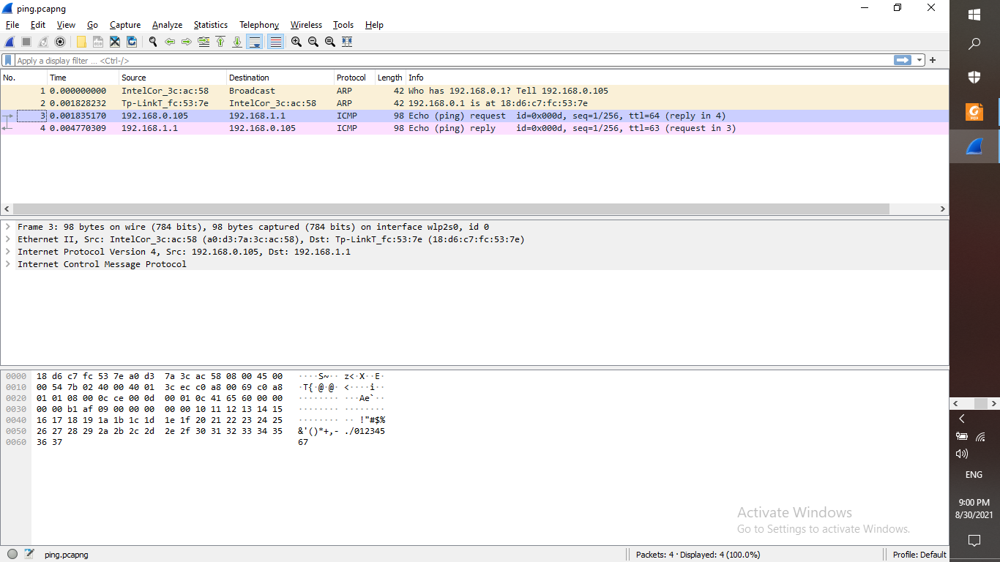 ping.pcapng
File Edit View Go Capture Analyze Statistics Telephony Wireless Tools Help
Apply a display filter ... <Ctrl-/>
No. Time Source Destination Protocol Length Info
1 0.000000000 IntelCor_3c:ac:58 Broadcast ARP 42 Who has 192.168.0.1? Tell 192.168.0.105
2 0.001828232 Tp-LinkT_fc:53:7e IntelCor_3c:ac:58 ARP 42 192.168.0.1 is at 18:d6:c7:fc:53:7e
3 0.001835170 192.168.0.105 192.168.1.1 ICMP 98 Echo (ping) request id=0x000d, seq=1/256, ttl=64 (reply in 4)
4 0.004770309 192.168.1.1 192.168.0.105 ICMP 98 Echo (ping) reply id=0x000d, seq=1/256, ttl=63 (request in 3)
Frame 3: 98 bytes on wire (784 bits), 98 bytes captured (784 bits) on interface wlp2s0, id 0
Ethernet II, Src: IntelCor_3c:ac:58 (a0:d3:7a:3c:ac:58), Dst: Tp-LinkT_fc:53:7e (18:d6:c7:fc:53:7e)
Internet Protocol Version 4, Src: 192.168.0.105, Dst: 192.168.1.1
Internet Control Message Protocol
0000 18 d6 c7 fc 53 7e a0 d3 7a 3c ac 58 08 00 45 00 ····S~·· z<·X··E·
0010 00 54 7b 02 40 00 40 01 3c ec c0 a8 00 69 c0 a8 ·T{·@·@· <····i··
0020 01 01 08 00 0c ce 00 0d 00 01 0c 41 65 60 00 00 ········ ···Ae`··
0030 00 00 b1 af 09 00 00 00 00 00 10 11 12 13 14 15 ········ ········
0040 16 17 18 19 1a 1b 1c 1d 1e 1f 20 21 22 23 24 25 ········ ·· !"#$%
0050 26 27 28 29 2a 2b 2c 2d 2e 2f 30 31 32 33 34 35 &'()*+,- ./012345
0060 36 37 67
Activate Windows
Go to Settings to activate Windows.
ping.pcapng Packets: 4 · Displayed: 4 (100.0%) Profile: Default
PDF
ENG
9:00 PM
8/30/2021